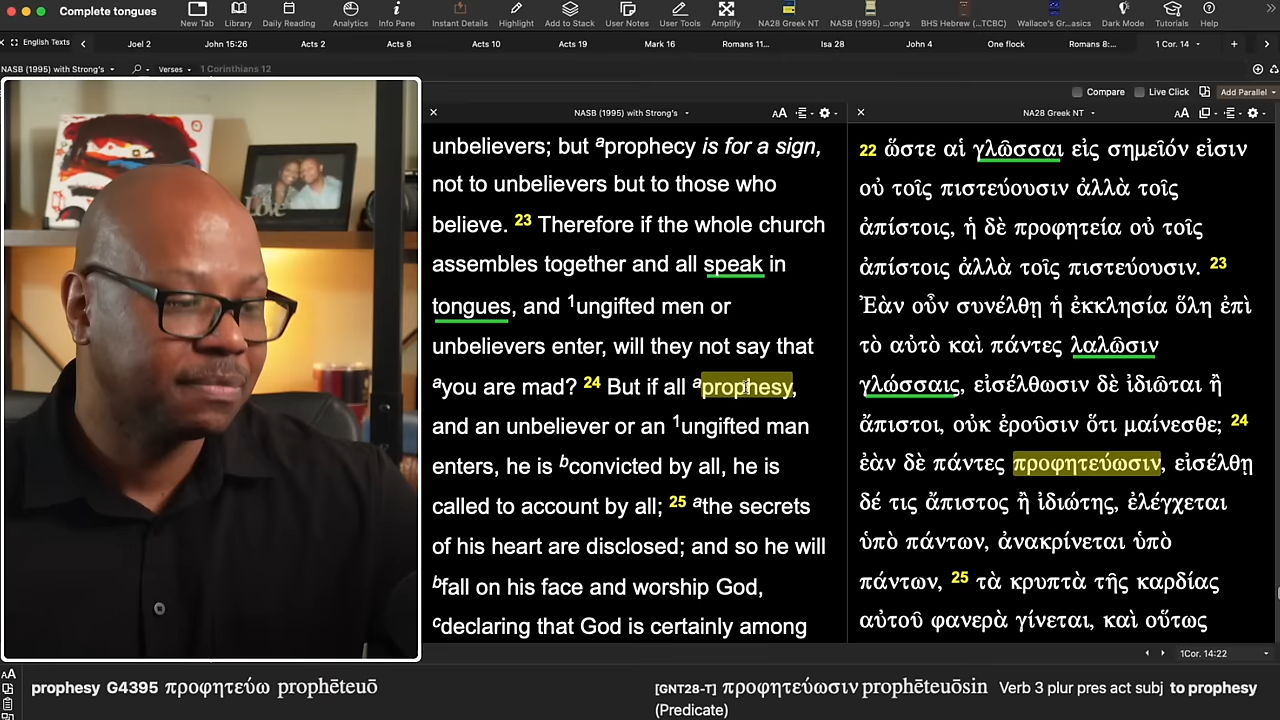 Complete tongues
New Tab Library Daily Reading Analytics Info Pane Instant Details Highlight Add to Stack User Notes User Tools Amplify NA28 Greek NT NASB (1995) ...ong's BHS Hebrew (...TCBC) Wallace's Gr...asics Dark Mode Tutorials Help
English Texts Joel 2 John 15:26 Acts 2 Acts 8 Acts 10 Acts 19 Mark 16 Romans 11... Isa 28 John 4 One flock Romans 8:... 1 Cor. 14
NASB (1995) with Strong's Verses 1 Corinthians 12
Compare Live Click Add Parallel
NASB (1995) with Strong's
unbelievers; but aprophecy is for a sign,
not to unbelievers but to those who
believe. 23 Therefore if the whole church
assembles together and all speak in
tongues, and 1ungifted men or
unbelievers enter, will they not say that
ayou are mad? 24 But if all aprophesy,
and an unbeliever or an 1ungifted man
enters, he is bconvicted by all, he is
called to account by all; 25 athe secrets
of his heart are disclosed; and so he will
bfall on his face and worship God,
cdeclaring that God is certainly among
NA28 Greek NT
22 ὥστε αἱ γλῶσσαι εἰς σημεῖόν εἰσιν
οὐ τοῖς πιστεύουσιν ἀλλὰ τοῖς
ἀπίστοις, ἡ δὲ προφητεία οὐ τοῖς
ἀπίστοις ἀλλὰ τοῖς πιστεύουσιν. 23
Ἐὰν οὖν συνέλθῃ ἡ ἐκκλησία ὅλη ἐπὶ
τὸ αὐτὸ καὶ πάντες λαλῶσιν
γλώσσαις, εἰσέλθωσιν δὲ ἰδιῶται ἢ
ἄπιστοι, οὐκ ἐροῦσιν ὅτι μαίνεσθε; 24
ἐὰν δὲ πάντες προφητεύωσιν, εἰσέλθῃ
δέ τις ἄπιστος ἢ ἰδιώτης, ἐλέγχεται
ὑπὸ πάντων, ἀνακρίνεται ὑπὸ
πάντων, 25 τὰ κρυπτὰ τῆς καρδίας
αὐτοῦ φανερὰ γίνεται, καὶ οὕτως
1Cor. 14:22
Love
prophesy G4395 προφητεύω prophēteuō
[GNT28-T] προφητεύωσιν prophēteuōsin Verb 3 plur pres act subj to prophesy
(Predicate)